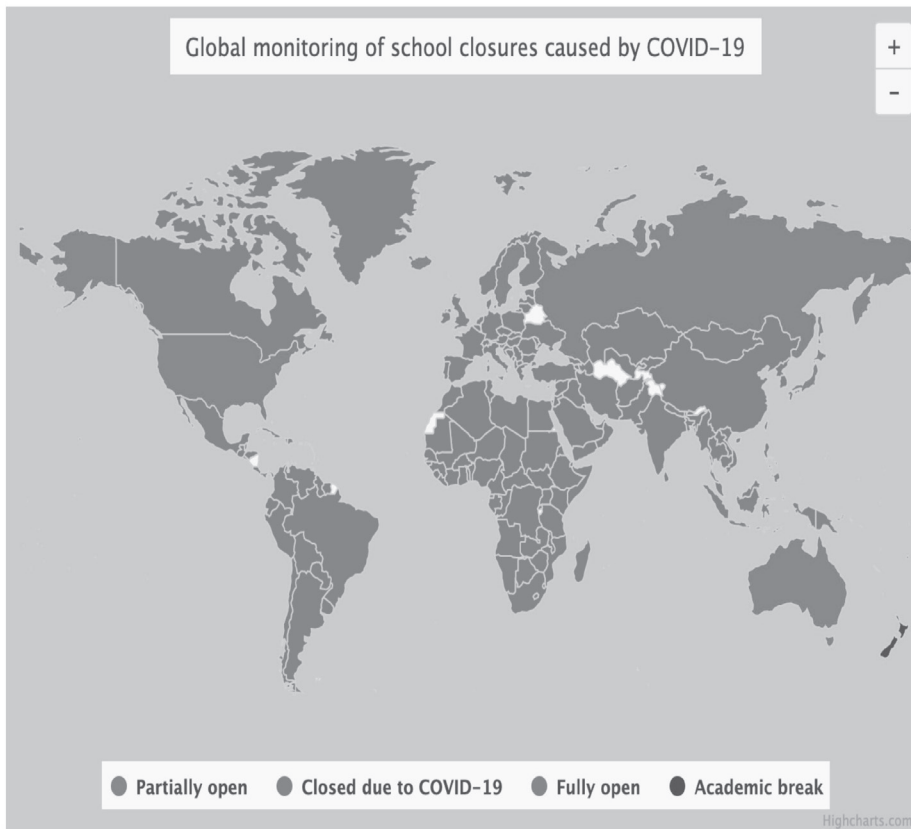 Global monitoring of school closures caused by COVID-19
+
-
Partially open
Closed due to COVID-19
Fully open
Academic break
Highcharts.com